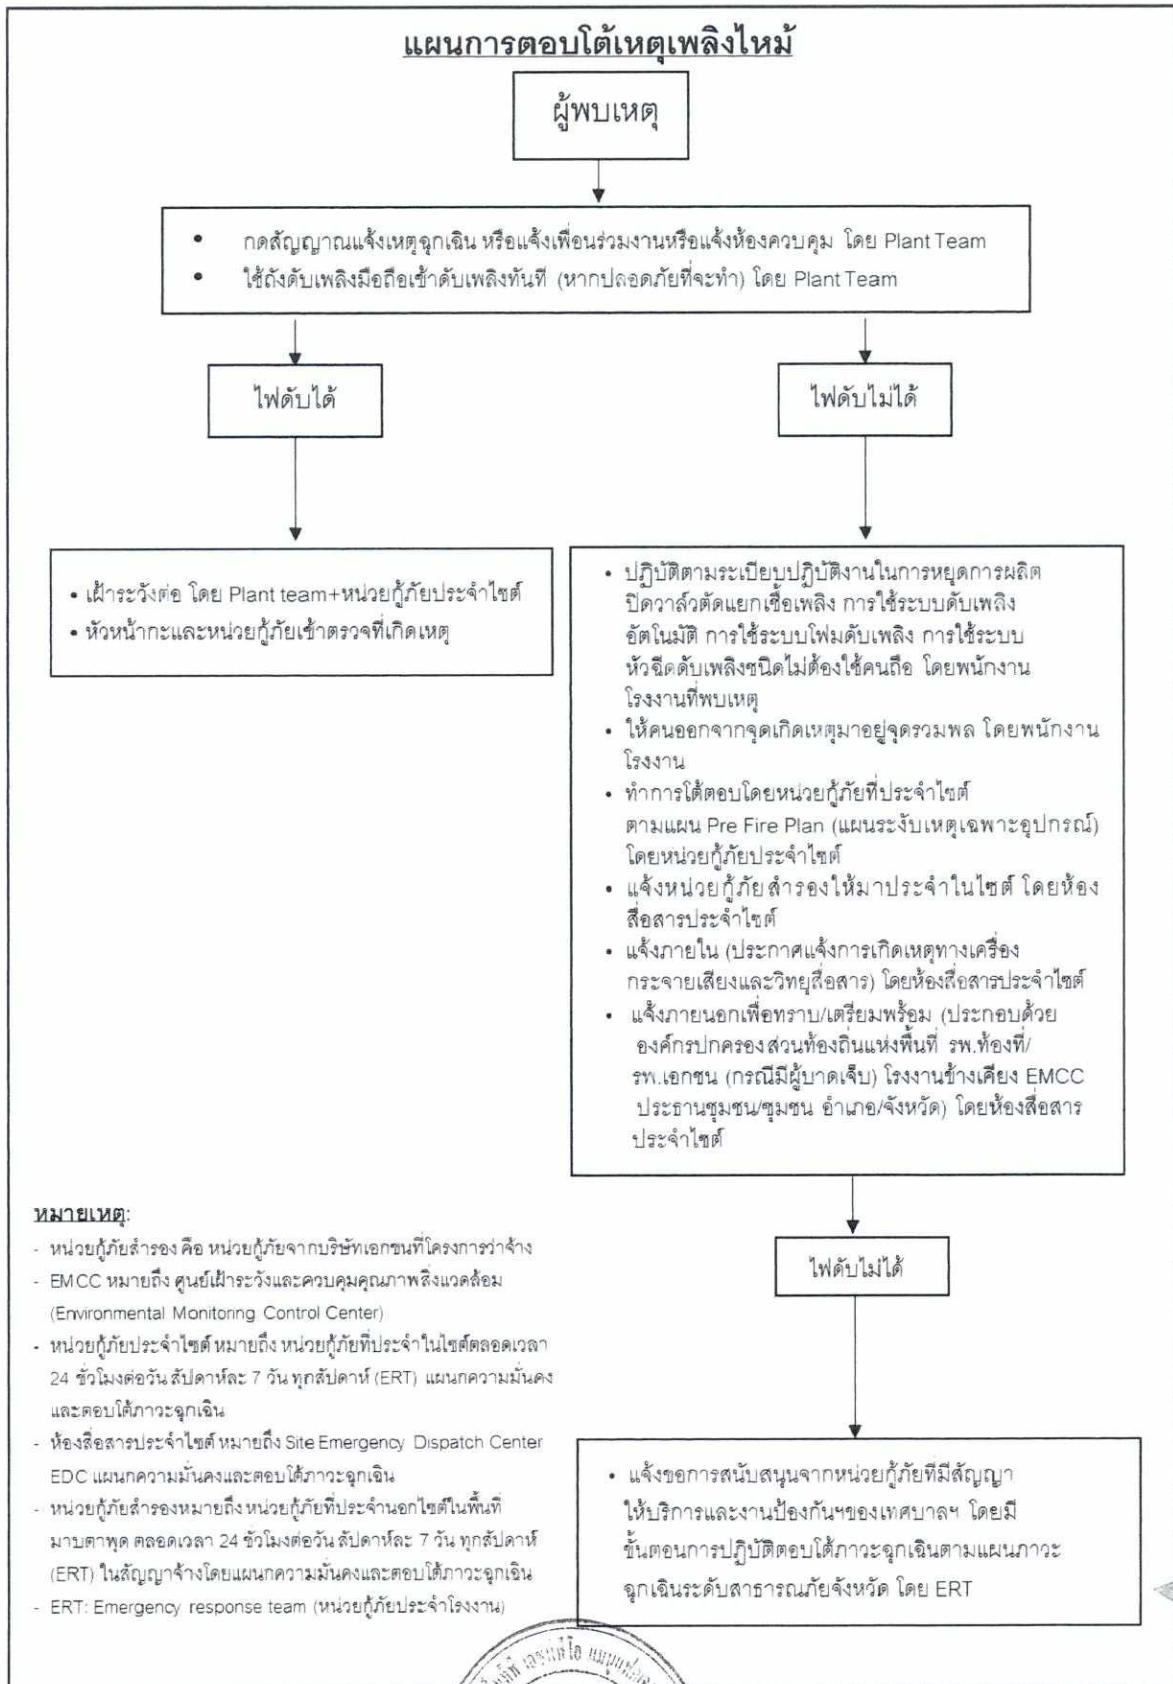 แผนการตอบโต้เหตุเพลิงไหม้
ผู้พบเหตุ
• กดสัญญาณแจ้งเหตุฉุกเฉิน หรือแจ้งเพื่อนร่วมงานหรือแจ้งห้องควบคุม โดย Plant Team
• ใช้ถังดับเพลิงมือถือเข้าดับเพลิงทันที (หากปลอดภัยที่จะทำ) โดย Plant Team
ไฟดับได้
ไฟดับไม่ได้
• เฝ้าระวังต่อ โดย Plant team+หน่วยกู้ภัยประจำไซต์
• หัวหน้ากะและหน่วยกู้ภัยเข้าตรวจที่เกิดเหตุ
• ปฏิบัติตามระเบียบปฏิบัติงานในการหยุดการผลิต
ปิดวาล์วตัดแยกเชื้อเพลิง การใช้ระบบดับเพลิง
อัตโนมัติ การใช้ระบบโฟมดับเพลิง การใช้ระบบ
หัวฉีดดับเพลิงชนิดไม่ต้องใช้คนถือ โดยพนักงาน
โรงงานที่พบเหตุ
• ให้คนออกจากจุดเกิดเหตุมาอยู่จุดรวมพล โดยพนักงาน
โรงงาน
• ทำการโต้ตอบโดยหน่วยกู้ภัยที่ประจำไซต์
ตามแผน Pre Fire Plan (แผนระงับเหตุเฉพาะอุปกรณ์)
โดยหน่วยกู้ภัยประจำไซต์
• แจ้งหน่วยกู้ภัยสำรองให้มาประจำในไซต์ โดยห้อง
สื่อสารประจำไซต์
• แจ้งภายใน (ประกาศแจ้งการเกิดเหตุทางเครื่อง
กระจายเสียงและวิทยุสื่อสาร) โดยห้องสื่อสารประจำไซต์
• แจ้งภายนอกเพื่อทราบ/เตรียมพร้อม (ประกอบด้วย
องค์กรปกครองส่วนท้องถิ่นแห่งพื้นที่ รพ.ท้องที่/
รพ.เอกชน (กรณีมีผู้บาดเจ็บ) โรงงานข้างเคียง EMCC
ประธานชุมชน/ชุมชน อำเภอ/จังหวัด) โดยห้องสื่อสาร
ประจำไซต์
ไฟดับไม่ได้
• แจ้งขอการสนับสนุนจากหน่วยกู้ภัยที่มีสัญญา
ให้บริการและงานป้องกันฯของเทศบาลฯ โดยมี
ขั้นตอนการปฏิบัติตอบโต้ภาวะฉุกเฉินตามแผนภาวะ
ฉุกเฉินระดับสาธารณภัยจังหวัด โดย ERT
หมายเหตุ:
- หน่วยกู้ภัยสำรอง คือ หน่วยกู้ภัยจากบริษัทเอกชนที่โครงการว่าจ้าง
- EMCC หมายถึง ศูนย์เฝ้าระวังและควบคุมคุณภาพสิ่งแวดล้อม
(Environmental Monitoring Control Center)
- หน่วยกู้ภัยประจำไซต์ หมายถึง หน่วยกู้ภัยที่ประจำในไซต์ตลอดเวลา
24 ชั่วโมงต่อวัน สัปดาห์ละ 7 วัน ทุกสัปดาห์ (ERT) แผนกความมั่นคง
และตอบโต้ภาวะฉุกเฉิน
- ห้องสื่อสารประจำไซต์ หมายถึง Site Emergency Dispatch Center
EDC แผนกความมั่นคงและตอบโต้ภาวะฉุกเฉิน
- หน่วยกู้ภัยสำรองหมายถึง หน่วยกู้ภัยที่ประจำนอกไซต์ในพื้นที่
มาบตาพุด ตลอดเวลา 24 ชั่วโมงต่อวัน สัปดาห์ละ 7 วัน ทุกสัปดาห์
(ERT) ในสัญญาจ้างโดยแผนกความมั่นคงและตอบโต้ภาวะฉุกเฉิน
- ERT: Emergency response team (หน่วยกู้ภัยประจำโรงงาน)